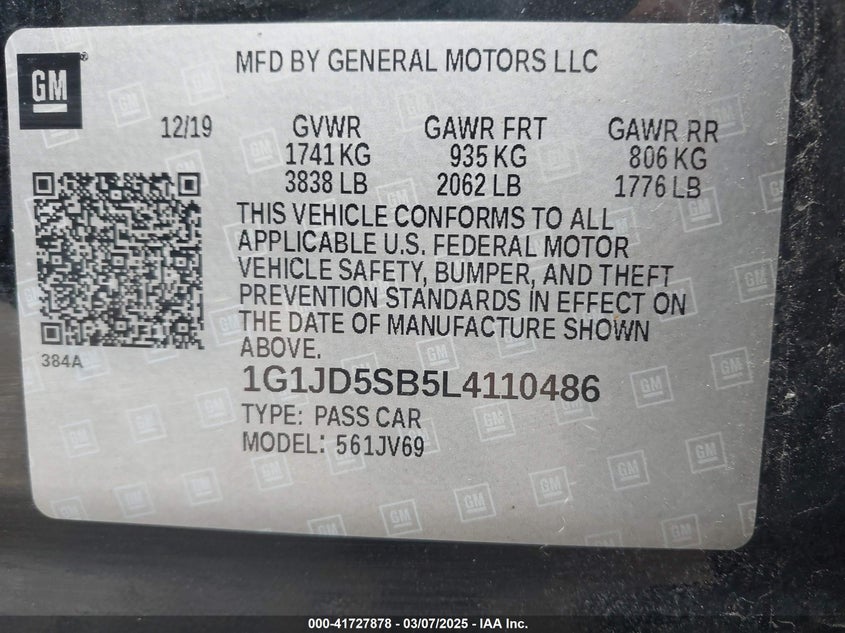 GM
MFD BY GENERAL MOTORS LLC
12/19 GVWR GAWR FRT GAWR RR
1741 KG 935 KG 806 KG
3838 LB 2062 LB 1776 LB
THIS VEHICLE CONFORMS TO ALL
APPLICABLE U.S. FEDERAL MOTOR
VEHICLE SAFETY, BUMPER, AND THEFT
PREVENTION STANDARDS IN EFFECT ON
THE DATE OF MANUFACTURE SHOWN
ABOVE.
384A
1G1JD5SB5L4110486
TYPE: PASS CAR
MODEL: 561JV69
000-41727878 - 03/07/2025 - IAA Inc.